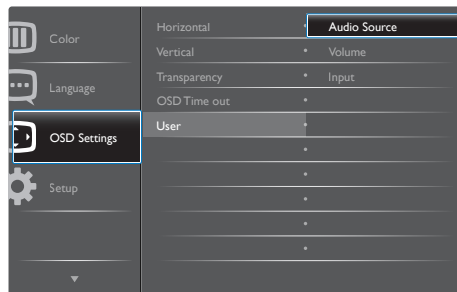 Color
Language
OSD Settings
Setup
Horizontal
Vertical
Transparency
OSD Time out
User
Audio Source
Volume
Input